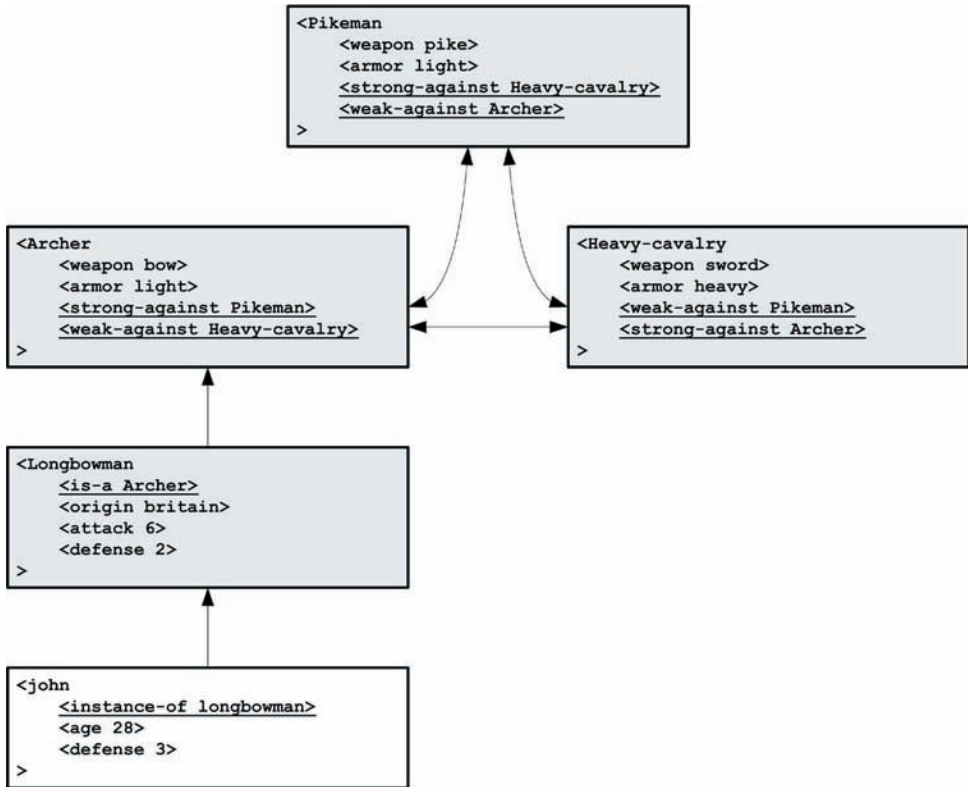 <Pikeman
<weapon pike>
<armor light>
<strong-against Heavy-cavalry>
<weak-against Archer>
>
<Archer
<weapon bow>
<armor light>
<strong-against Pikeman>
<weak-against Heavy-cavalry>
>
<Heavy-cavalry
<weapon sword>
<armor heavy>
<weak-against Pikeman>
<strong-against Archer>
>
<Longbowman
<is-a Archer>
<origin britain>
<attack 6>
<defense 2>
>
<john
<instance-of longbowman>
<age 28>
<defense 3>
>